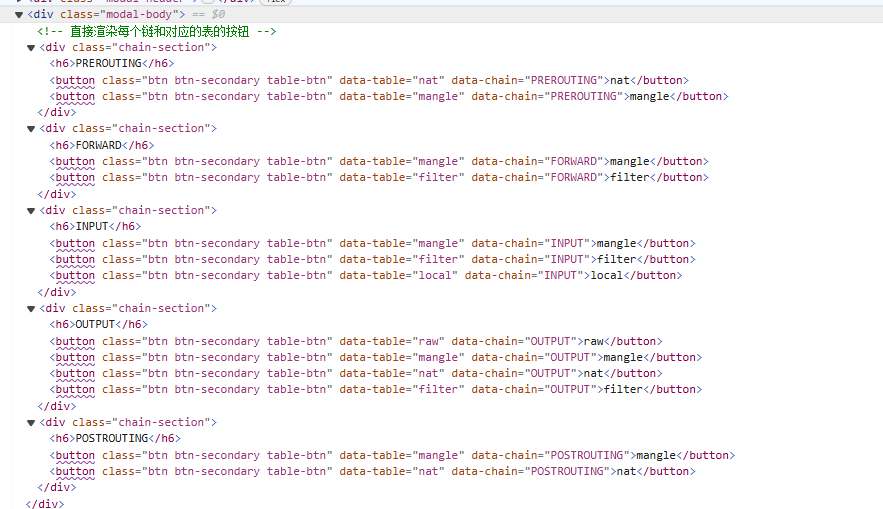 <div class="modal-header"> </div> flex
<div class="modal-body"> == $0
<!-- 直接渲染每个链和对应的表的按钮 -->
<div class="chain-section">
<h6>PREROUTING</h6>
<button class="btn btn-secondary table-btn" data-table="nat" data-chain="PREROUTING">nat</button>
<button class="btn btn-secondary table-btn" data-table="mangle" data-chain="PREROUTING">mangle</button>
</div>
<div class="chain-section">
<h6>FORWARD</h6>
<button class="btn btn-secondary table-btn" data-table="mangle" data-chain="FORWARD">mangle</button>
<button class="btn btn-secondary table-btn" data-table="filter" data-chain="FORWARD">filter</button>
</div>
<div class="chain-section">
<h6>INPUT</h6>
<button class="btn btn-secondary table-btn" data-table="mangle" data-chain="INPUT">mangle</button>
<button class="btn btn-secondary table-btn" data-table="filter" data-chain="INPUT">filter</button>
<button class="btn btn-secondary table-btn" data-table="local" data-chain="INPUT">local</button>
</div>
<div class="chain-section">
<h6>OUTPUT</h6>
<button class="btn btn-secondary table-btn" data-table="raw" data-chain="OUTPUT">raw</button>
<button class="btn btn-secondary table-btn" data-table="mangle" data-chain="OUTPUT">mangle</button>
<button class="btn btn-secondary table-btn" data-table="nat" data-chain="OUTPUT">nat</button>
<button class="btn btn-secondary table-btn" data-table="filter" data-chain="OUTPUT">filter</button>
</div>
<div class="chain-section">
<h6>POSTROUTING</h6>
<button class="btn btn-secondary table-btn" data-table="mangle" data-chain="POSTROUTING">mangle</button>
<button class="btn btn-secondary table-btn" data-table="nat" data-chain="POSTROUTING">nat</button>
</div>
</div>